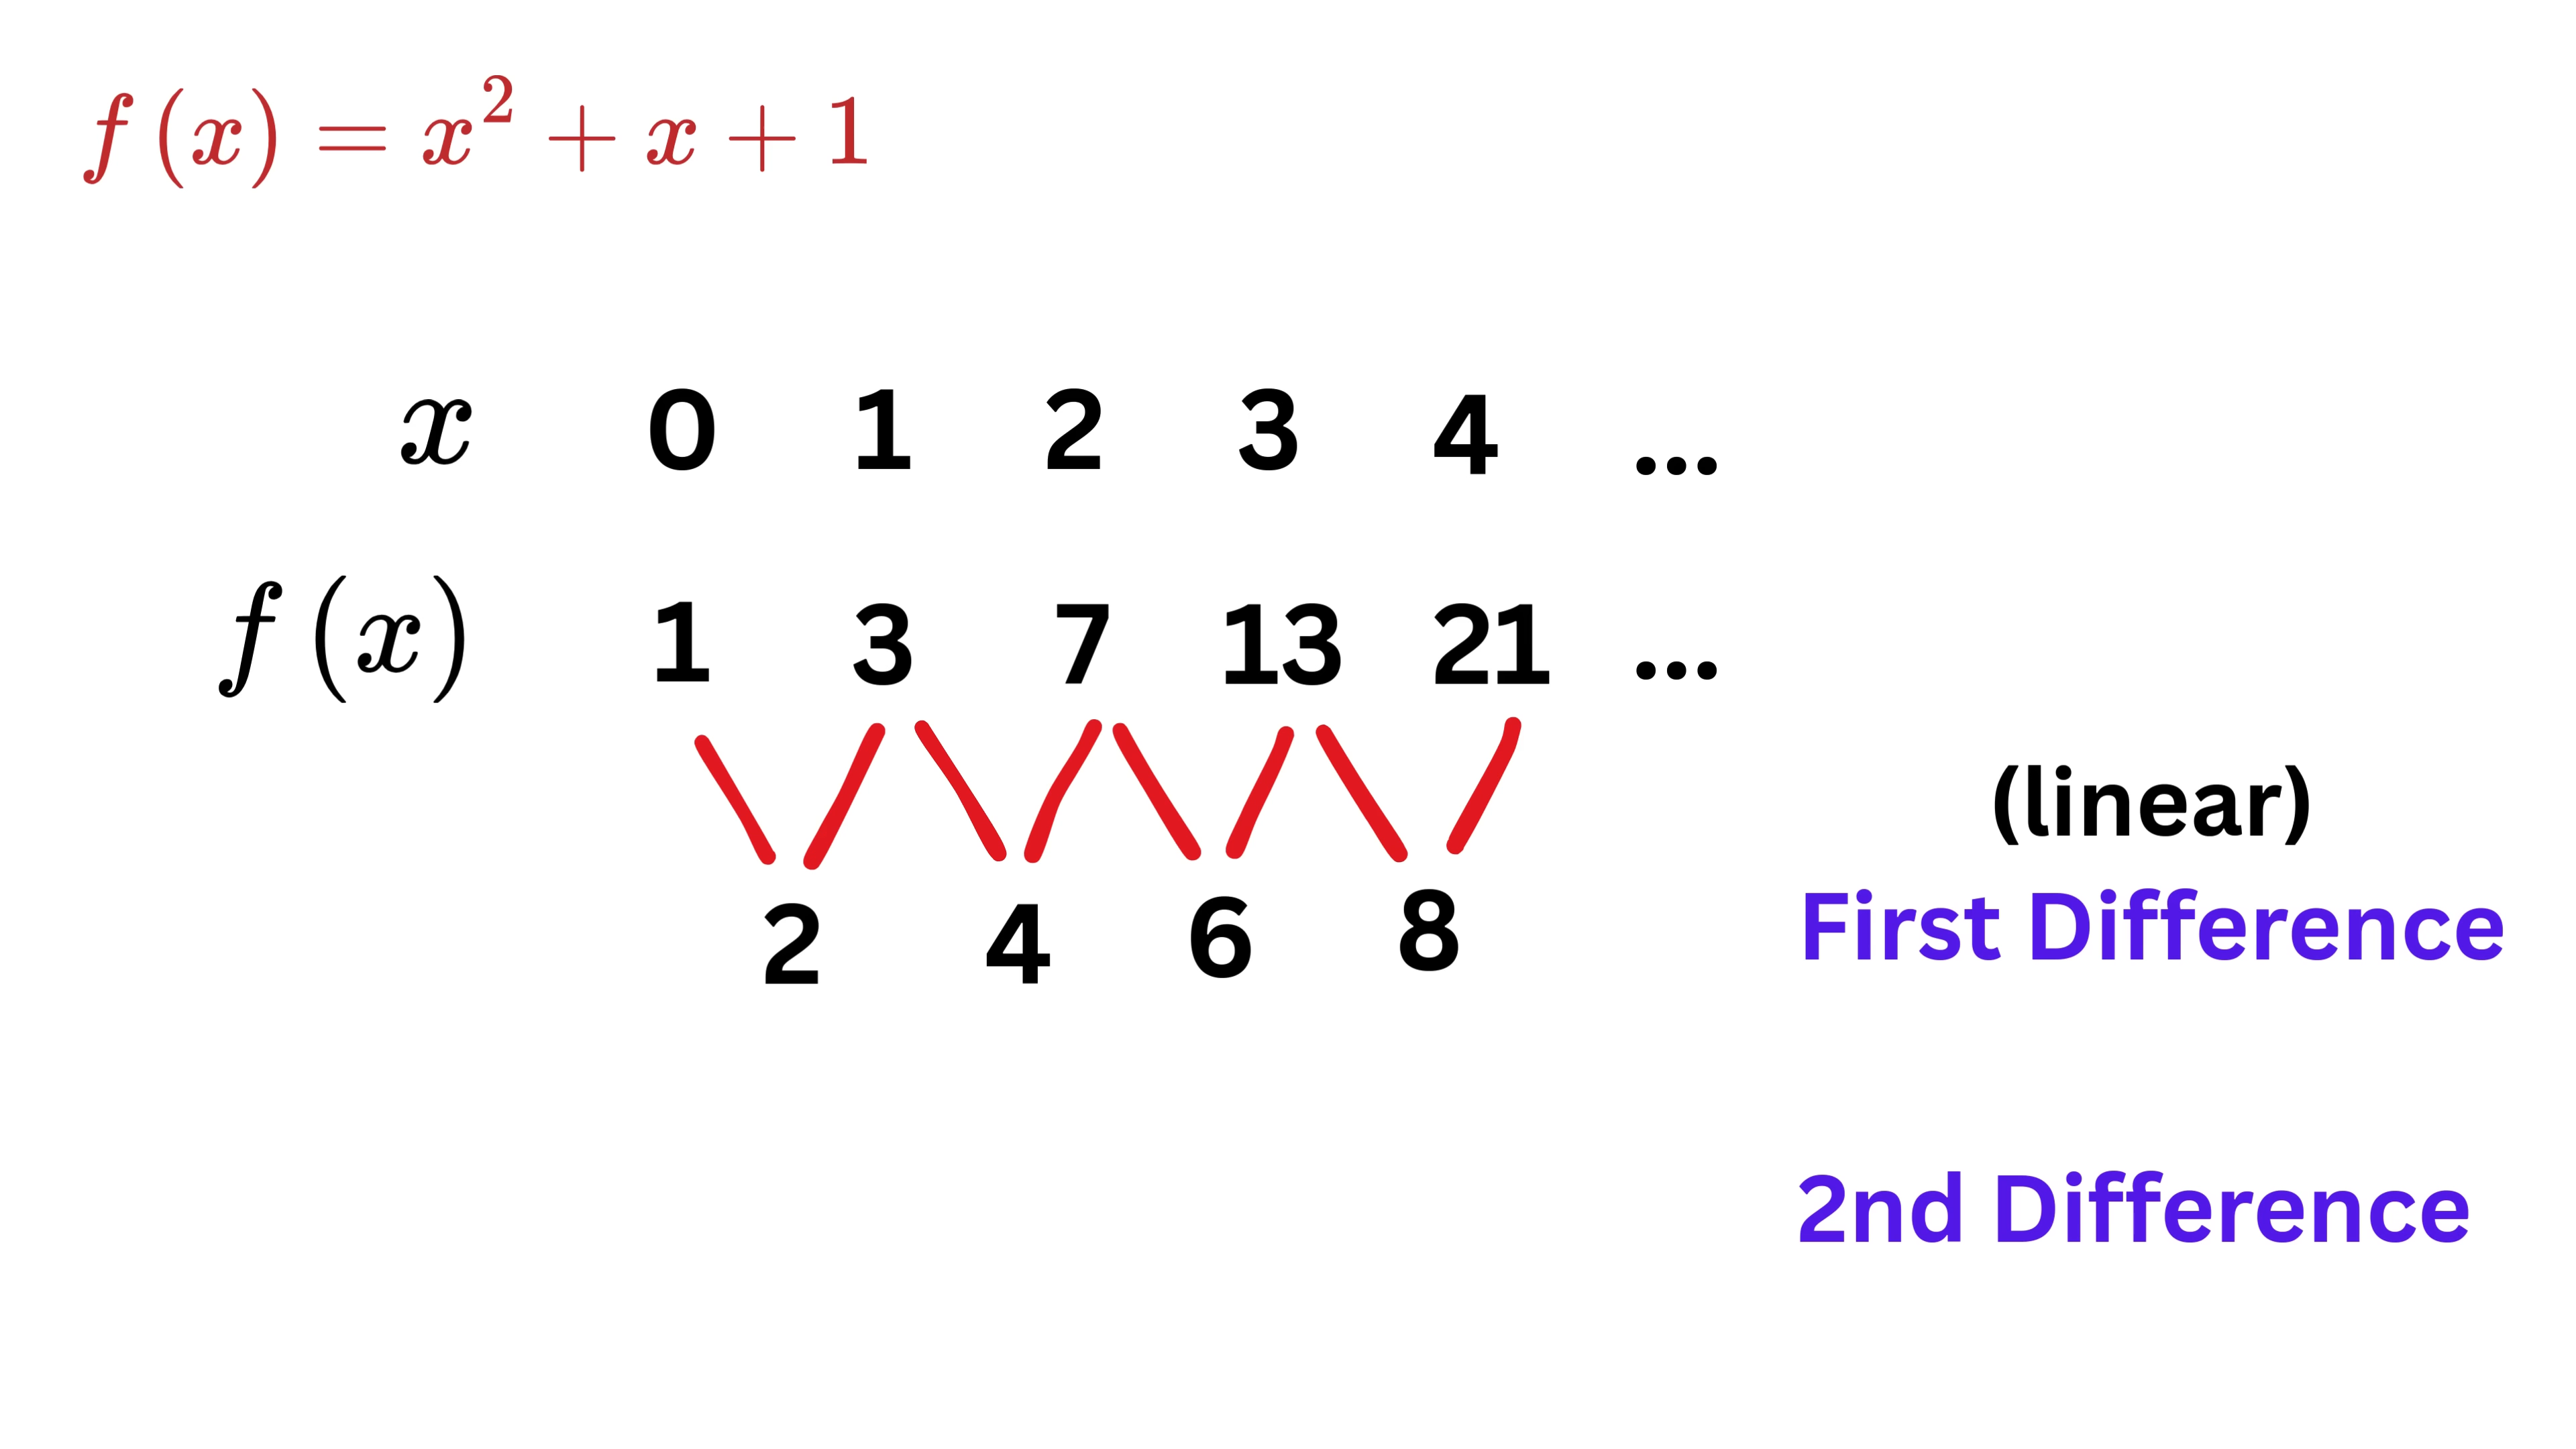 f(x) = x² + x + 1
x 0 1 2 3 4 ...
f(x) 1 3 7 13 21 ...
(linear)
2 4 6 8 First Difference
2nd Difference